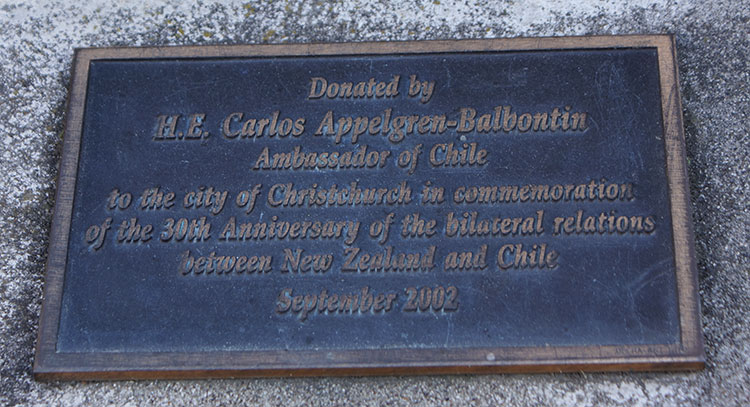 Donated by
H.E. Carlos Appelgren-Balbontin
Ambassador of Chile
to the city of Christchurch in commemoration
of the 30th Anniversary of the bilateral relations
between New Zealand and Chile
September 2002